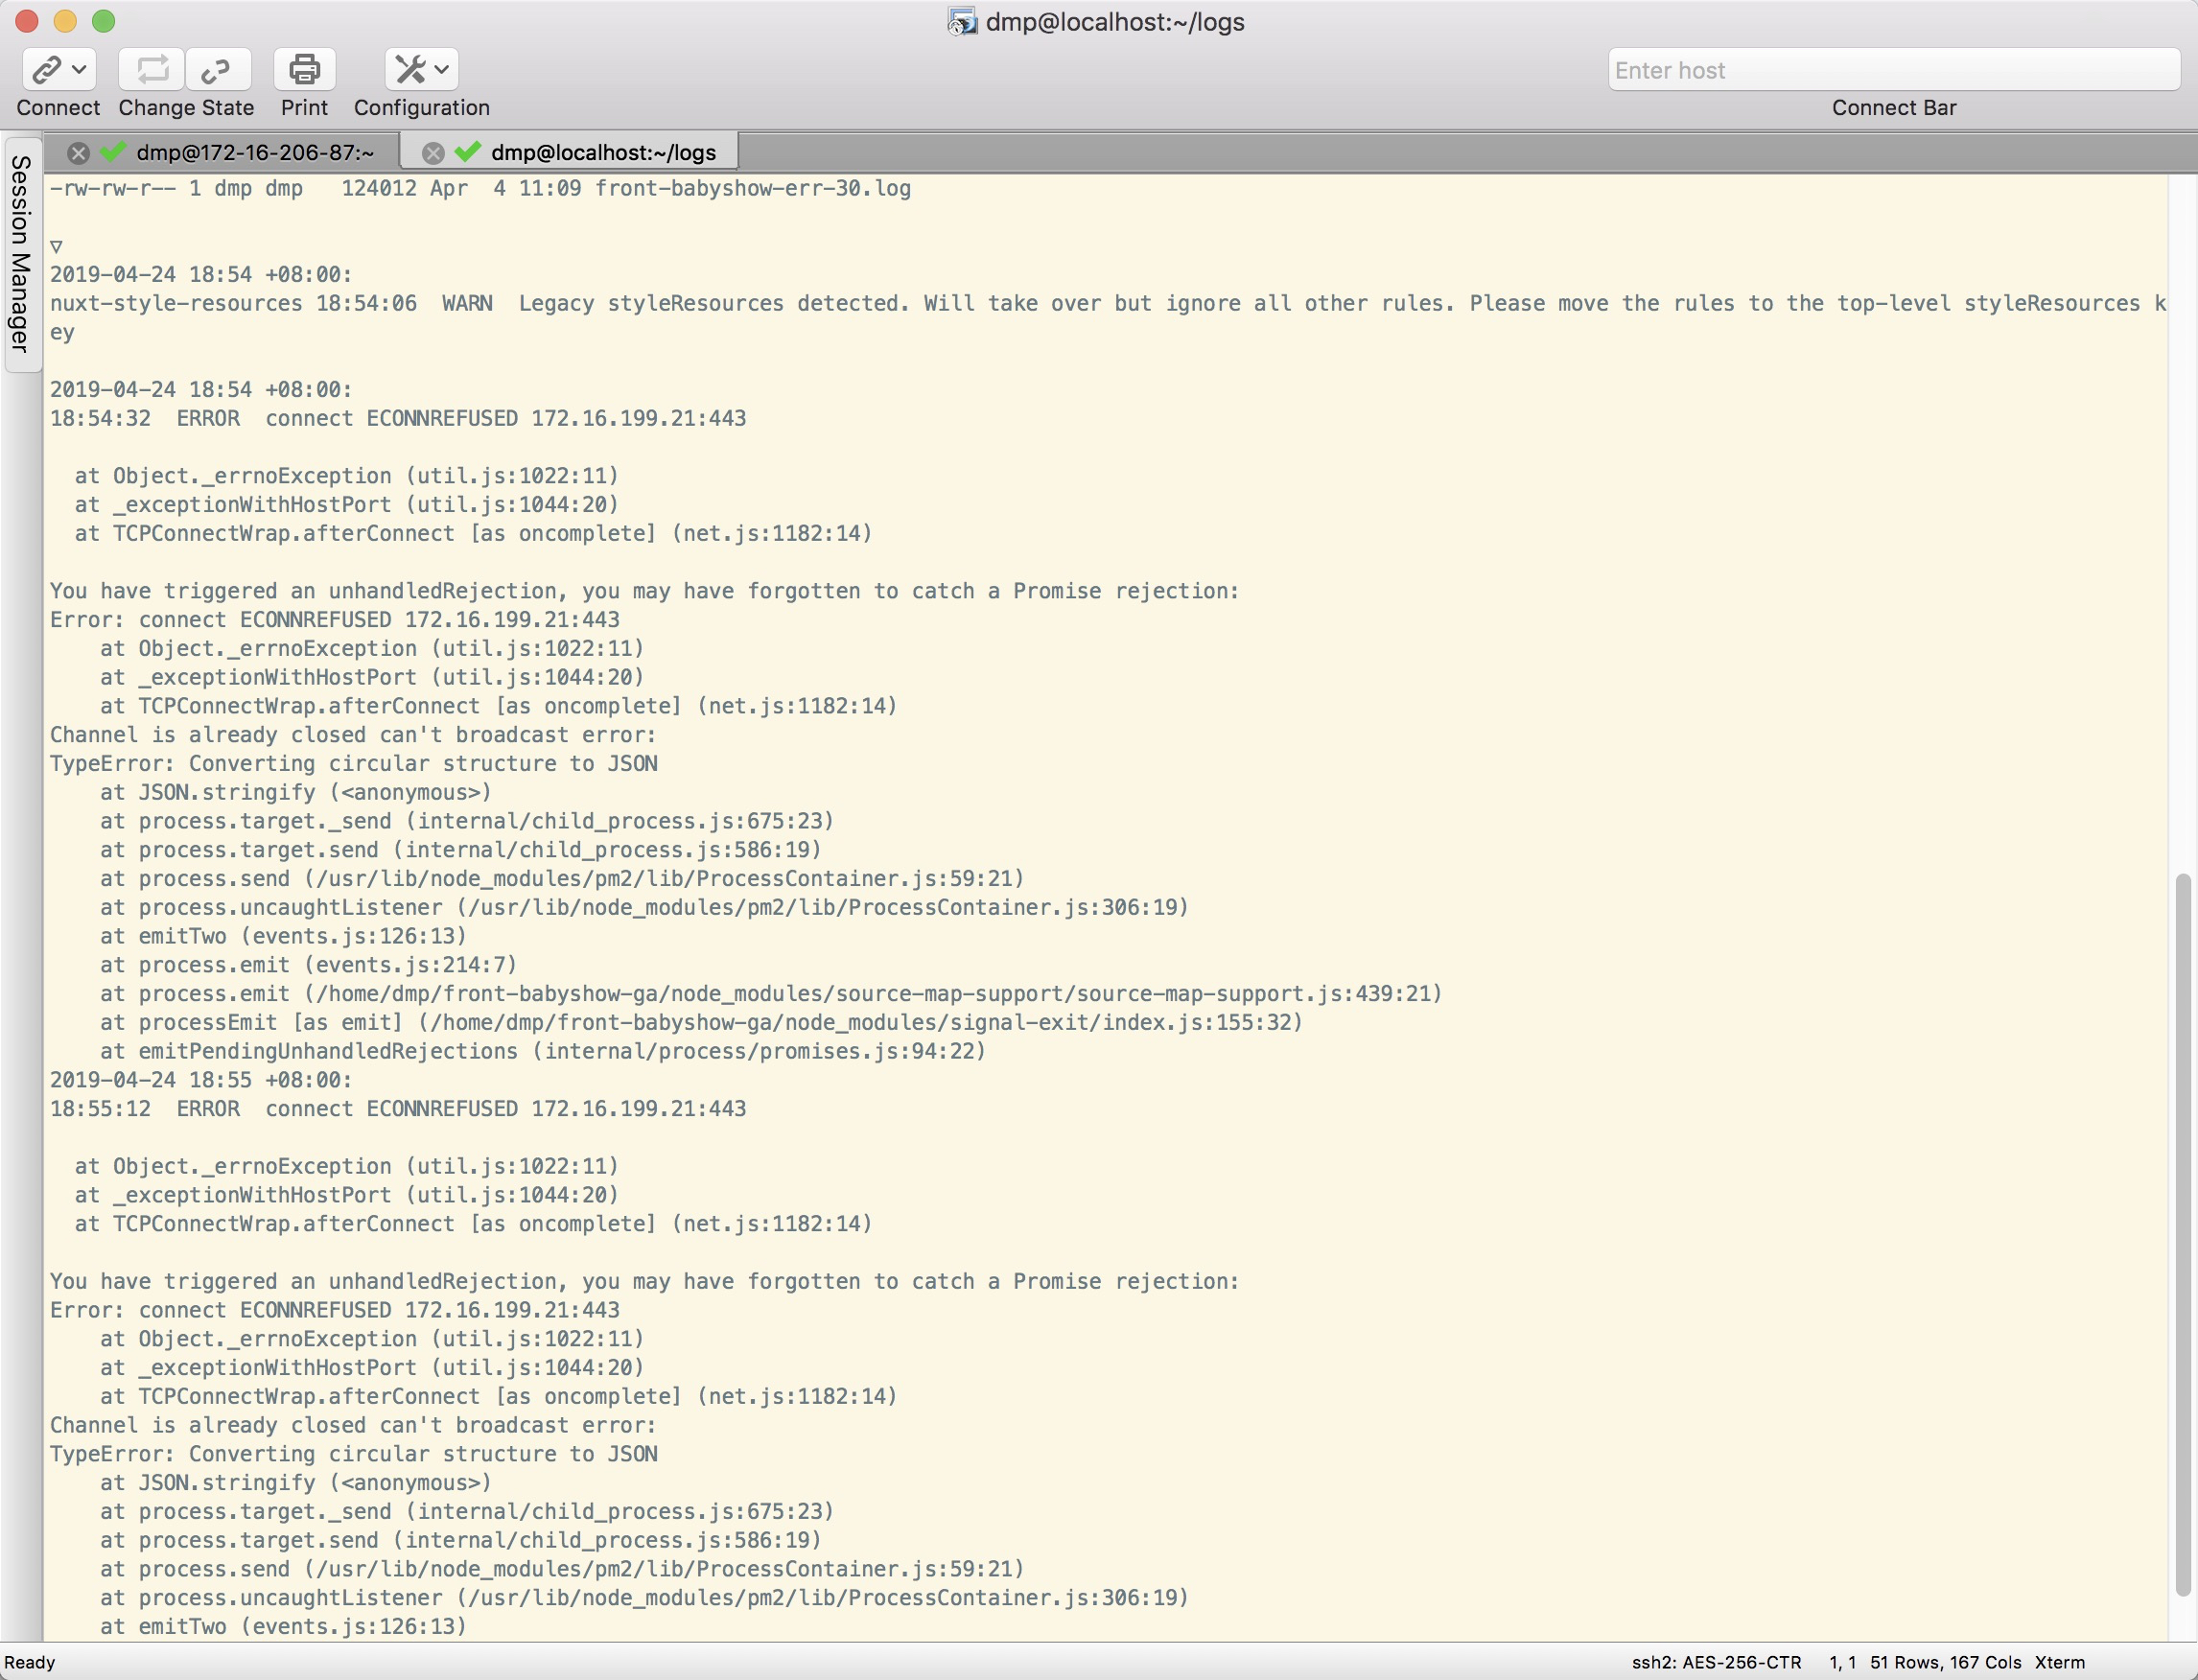 dmp@localhost:~/logs
Enter host
Connect Change State Print Configuration Connect Bar
Session Manager
dmp@172-16-206-87:~ dmp@localhost:~/logs
-rw-rw-r-- 1 dmp dmp   124012 Apr  4 11:09 front-babyshow-err-30.log
2019-04-24 18:54 +08:00:
nuxt-style-resources 18:54:06  WARN  Legacy styleResources detected. Will take over but ignore all other rules. Please move the rules to the top-level styleResources k
ey
2019-04-24 18:54 +08:00:
18:54:32  ERROR  connect ECONNREFUSED 172.16.199.21:443
  at Object._errnoException (util.js:1022:11)
  at _exceptionWithHostPort (util.js:1044:20)
  at TCPConnectWrap.afterConnect [as oncomplete] (net.js:1182:14)
You have triggered an unhandledRejection, you may have forgotten to catch a Promise rejection:
Error: connect ECONNREFUSED 172.16.199.21:443
    at Object._errnoException (util.js:1022:11)
    at _exceptionWithHostPort (util.js:1044:20)
    at TCPConnectWrap.afterConnect [as oncomplete] (net.js:1182:14)
Channel is already closed can't broadcast error:
TypeError: Converting circular structure to JSON
    at JSON.stringify (<anonymous>)
    at process.target._send (internal/child_process.js:675:23)
    at process.target.send (internal/child_process.js:586:19)
    at process.send (/usr/lib/node_modules/pm2/lib/ProcessContainer.js:59:21)
    at process.uncaughtListener (/usr/lib/node_modules/pm2/lib/ProcessContainer.js:306:19)
    at emitTwo (events.js:126:13)
    at process.emit (events.js:214:7)
    at process.emit (/home/dmp/front-babyshow-ga/node_modules/source-map-support/source-map-support.js:439:21)
    at processEmit [as emit] (/home/dmp/front-babyshow-ga/node_modules/signal-exit/index.js:155:32)
    at emitPendingUnhandledRejections (internal/process/promises.js:94:22)
2019-04-24 18:55 +08:00:
18:55:12  ERROR  connect ECONNREFUSED 172.16.199.21:443
  at Object._errnoException (util.js:1022:11)
  at _exceptionWithHostPort (util.js:1044:20)
  at TCPConnectWrap.afterConnect [as oncomplete] (net.js:1182:14)
You have triggered an unhandledRejection, you may have forgotten to catch a Promise rejection:
Error: connect ECONNREFUSED 172.16.199.21:443
    at Object._errnoException (util.js:1022:11)
    at _exceptionWithHostPort (util.js:1044:20)
    at TCPConnectWrap.afterConnect [as oncomplete] (net.js:1182:14)
Channel is already closed can't broadcast error:
TypeError: Converting circular structure to JSON
    at JSON.stringify (<anonymous>)
    at process.target._send (internal/child_process.js:675:23)
    at process.target.send (internal/child_process.js:586:19)
    at process.send (/usr/lib/node_modules/pm2/lib/ProcessContainer.js:59:21)
    at process.uncaughtListener (/usr/lib/node_modules/pm2/lib/ProcessContainer.js:306:19)
    at emitTwo (events.js:126:13)
Ready ssh2: AES-256-CTR 1, 1 51 Rows, 167 Cols Xterm